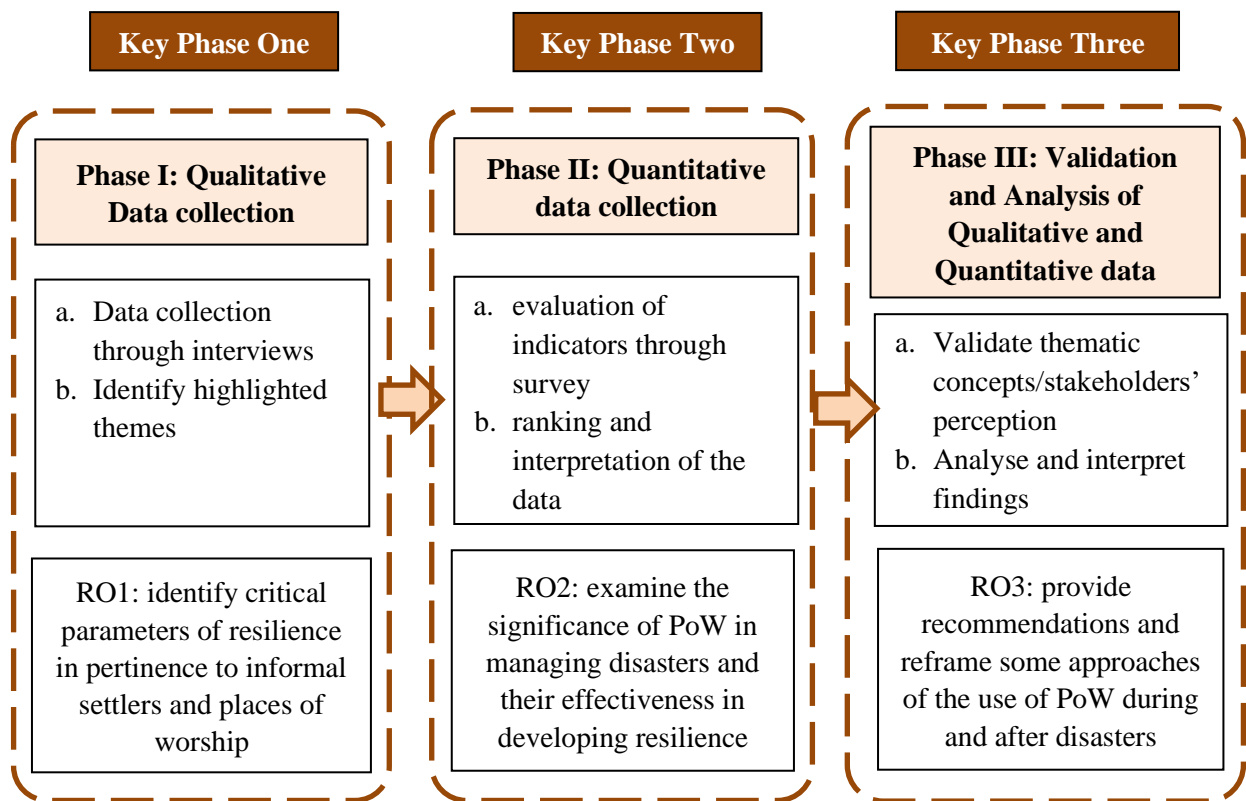 Key Phase One
Key Phase Two
Key Phase Three
Phase I: Qualitative
Data collection
a. Data collection
through interviews
b. Identify highlighted
themes
RO1: identify critical
parameters of resilience
in pertinence to informal
settlers and places of
worship
Phase II: Quantitative
data collection
a. evaluation of
indicators through
survey
b. ranking and
interpretation of the
data
RO2: examine the
significance of PoW in
managing disasters and
their effectiveness in
developing resilience
Phase III: Validation
and Analysis of
Qualitative and
Quantitative data
a. Validate thematic
concepts/stakeholders’
perception
b. Analyse and interpret
findings
RO3: provide
recommendations and
reframe some approaches
of the use of PoW during
and after disasters